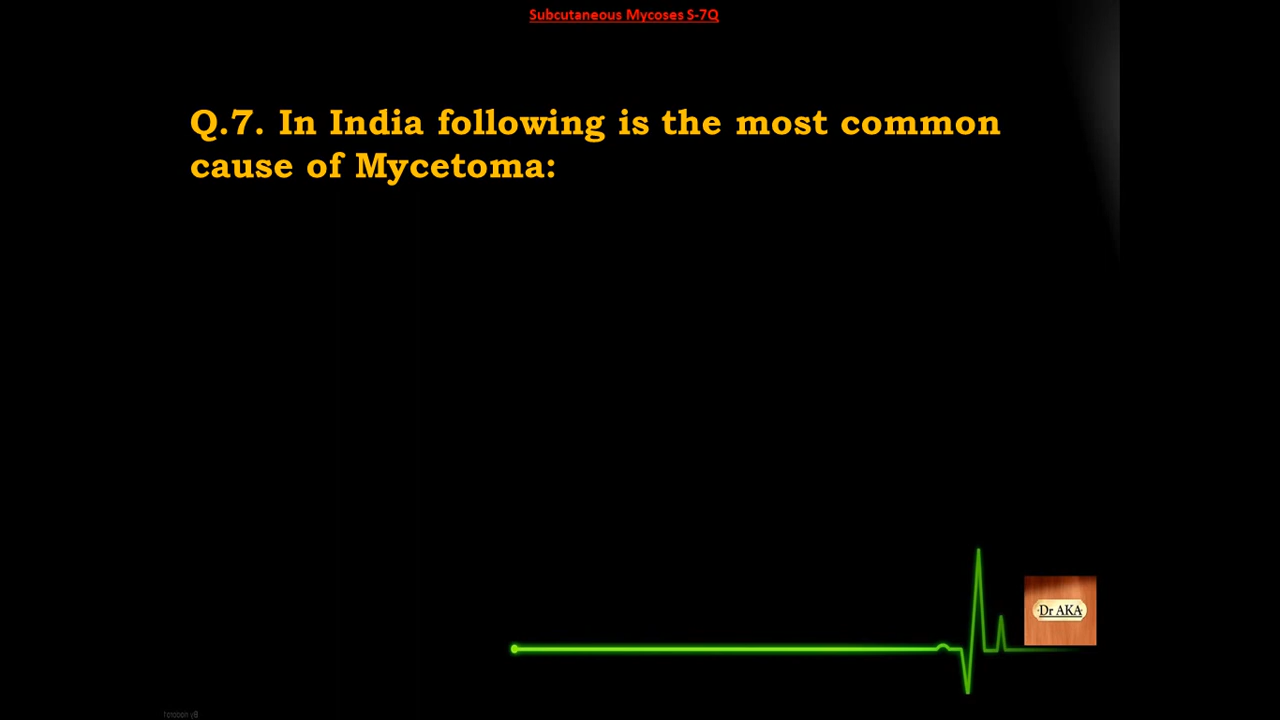 Subcutaneous Mycoses S-7Q
Q.7. In India following is the most common
cause of Mycetoma:
Dr AKA